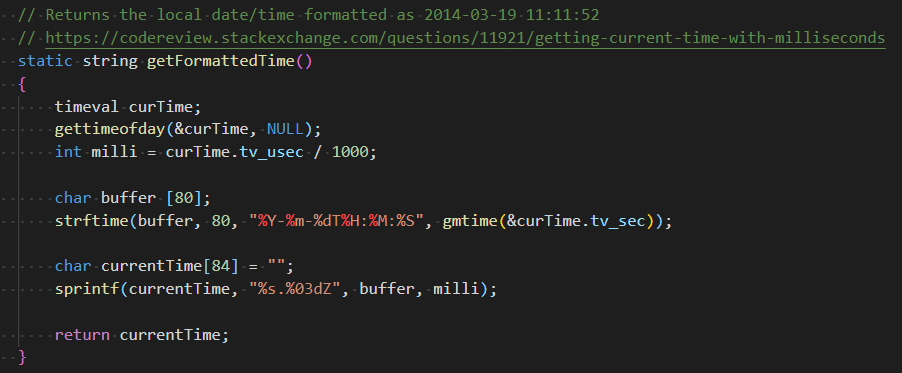 // Returns the local date/time formatted as 2014-03-19 11:11:52
// https://codereview.stackexchange.com/questions/11921/getting-current-time-with-milliseconds
static string getFormattedTime()
{
timeval curTime;
gettimeofday(&curTime, NULL);
int milli = curTime.tv_usec / 1000;
char buffer [80];
strftime(buffer, 80, "%Y-%m-%dT%H:%M:%S", gmtime(&curTime.tv_sec));
char currentTime[84] = "";
sprintf(currentTime, "%s.%03dZ", buffer, milli);
return currentTime;
}